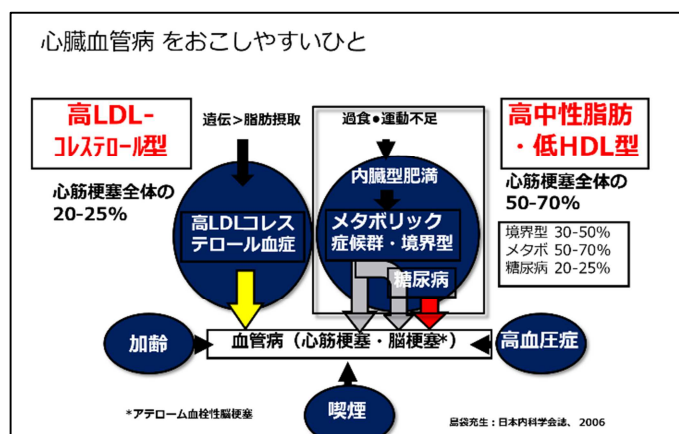 心臓血管病 をおこしやすいひと
高LDL-
ｺﾚｽﾃﾛｰﾙ型
心筋梗塞全体の
20-25%
遺伝>脂肪摂取
高LDLコレス
テロール血症
過食●運動不足
内臓型肥満
メタボリック
症候群・境界型
糖尿病
高中性脂肪
・低HDL型
心筋梗塞全体の
50-70%
境界型 30-50%
メタボ 50-70%
糖尿病 20-25%
加齢
血管病（心筋梗塞・脳梗塞*）
高血圧症
喫煙
*アテローム血栓性脳梗塞
島袋充生：日本内科学会誌、2006